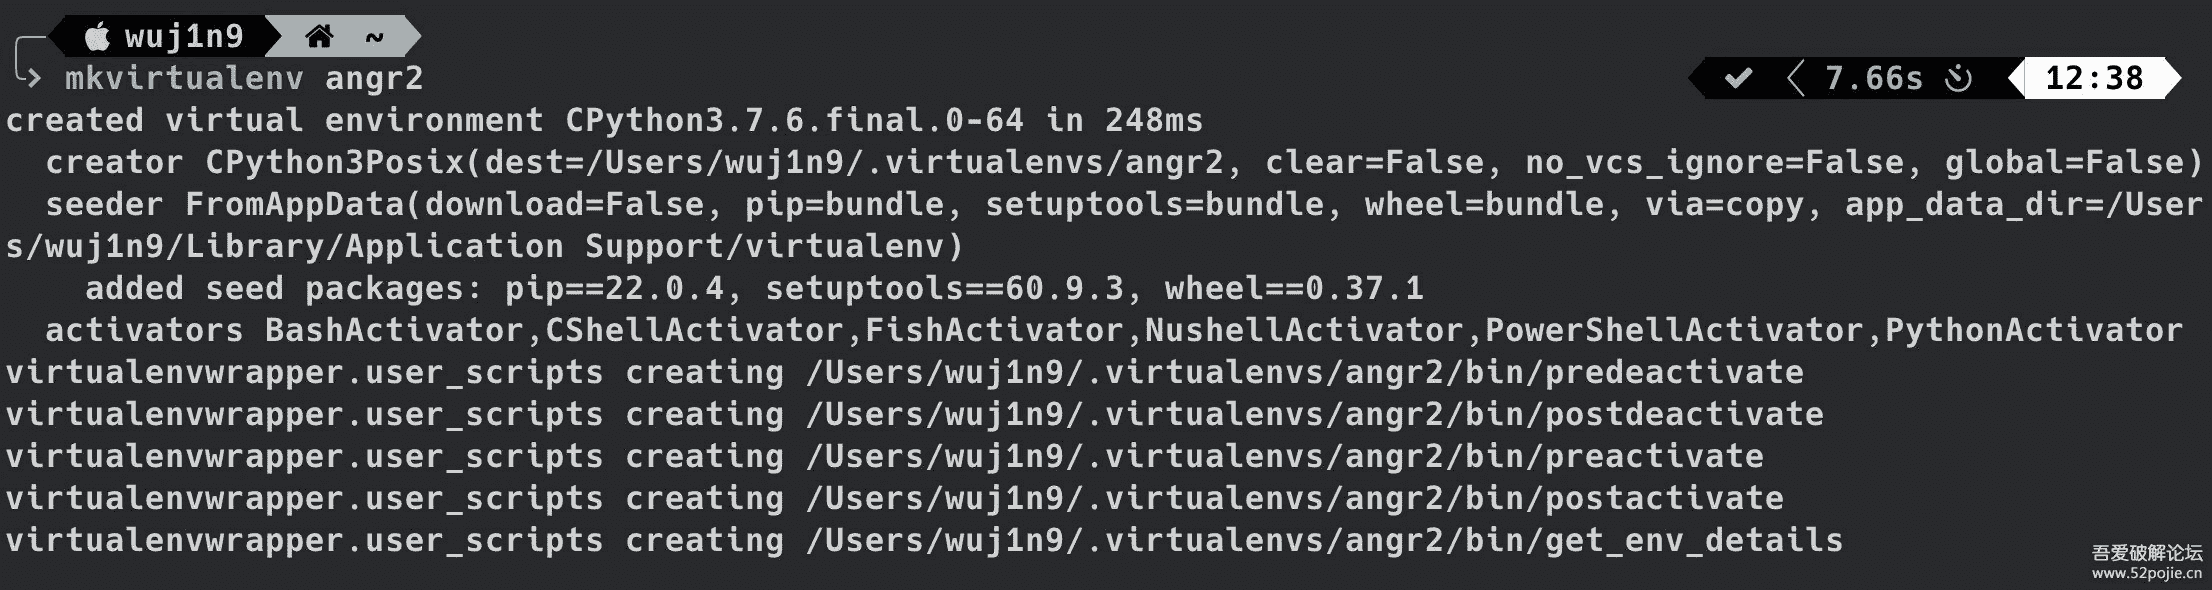 wuj1n9 ~
mkvirtualenv angr2
7.66s 12:38
created virtual environment CPython3.7.6.final.0-64 in 248ms
  creator CPython3Posix(dest=/Users/wuj1n9/.virtualenvs/angr2, clear=False, no_vcs_ignore=False, global=False)
  seeder FromAppData(download=False, pip=bundle, setuptools=bundle, wheel=bundle, via=copy, app_data_dir=/User
s/wuj1n9/Library/Application Support/virtualenv)
    added seed packages: pip==22.0.4, setuptools==60.9.3, wheel==0.37.1
  activators BashActivator,CShellActivator,FishActivator,NushellActivator,PowerShellActivator,PythonActivator
virtualenvwrapper.user_scripts creating /Users/wuj1n9/.virtualenvs/angr2/bin/predeactivate
virtualenvwrapper.user_scripts creating /Users/wuj1n9/.virtualenvs/angr2/bin/postdeactivate
virtualenvwrapper.user_scripts creating /Users/wuj1n9/.virtualenvs/angr2/bin/preactivate
virtualenvwrapper.user_scripts creating /Users/wuj1n9/.virtualenvs/angr2/bin/postactivate
virtualenvwrapper.user_scripts creating /Users/wuj1n9/.virtualenvs/angr2/bin/get_env_details
吾爱破解论坛
www.52pojie.cn